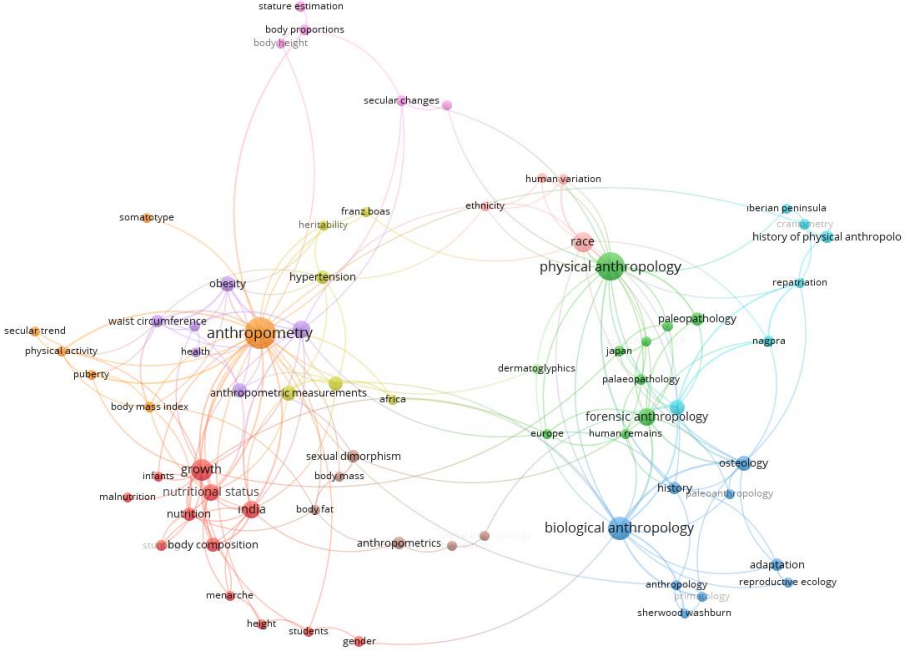 stature estimation
body proportions
body height
secular changes
human variation
ethnicity
iberian peninsula
franz boas
somatotype
heritability
craniometry
race
history of physical anthropolo
physical anthropology
hypertension
obesity
repatriation
waist circumference
paleopathology
secular trend
anthropometry
nagpra
physical activity
health
japan
dermatoglyphics
puberty
palaeopathology
anthropometric measurements
africa
body mass index
forensic anthropology
europe
human remains
sexual dimorphism
osteology
growth
infants
body mass
nutritional status
history
paleoanthropology
malnutrition
nutrition
india
body fat
biological anthropology
body composition
anthropometrics
adaptation
anthropology
reproductive ecology
menarche
primatology
sherwood washburn
height
students
gender